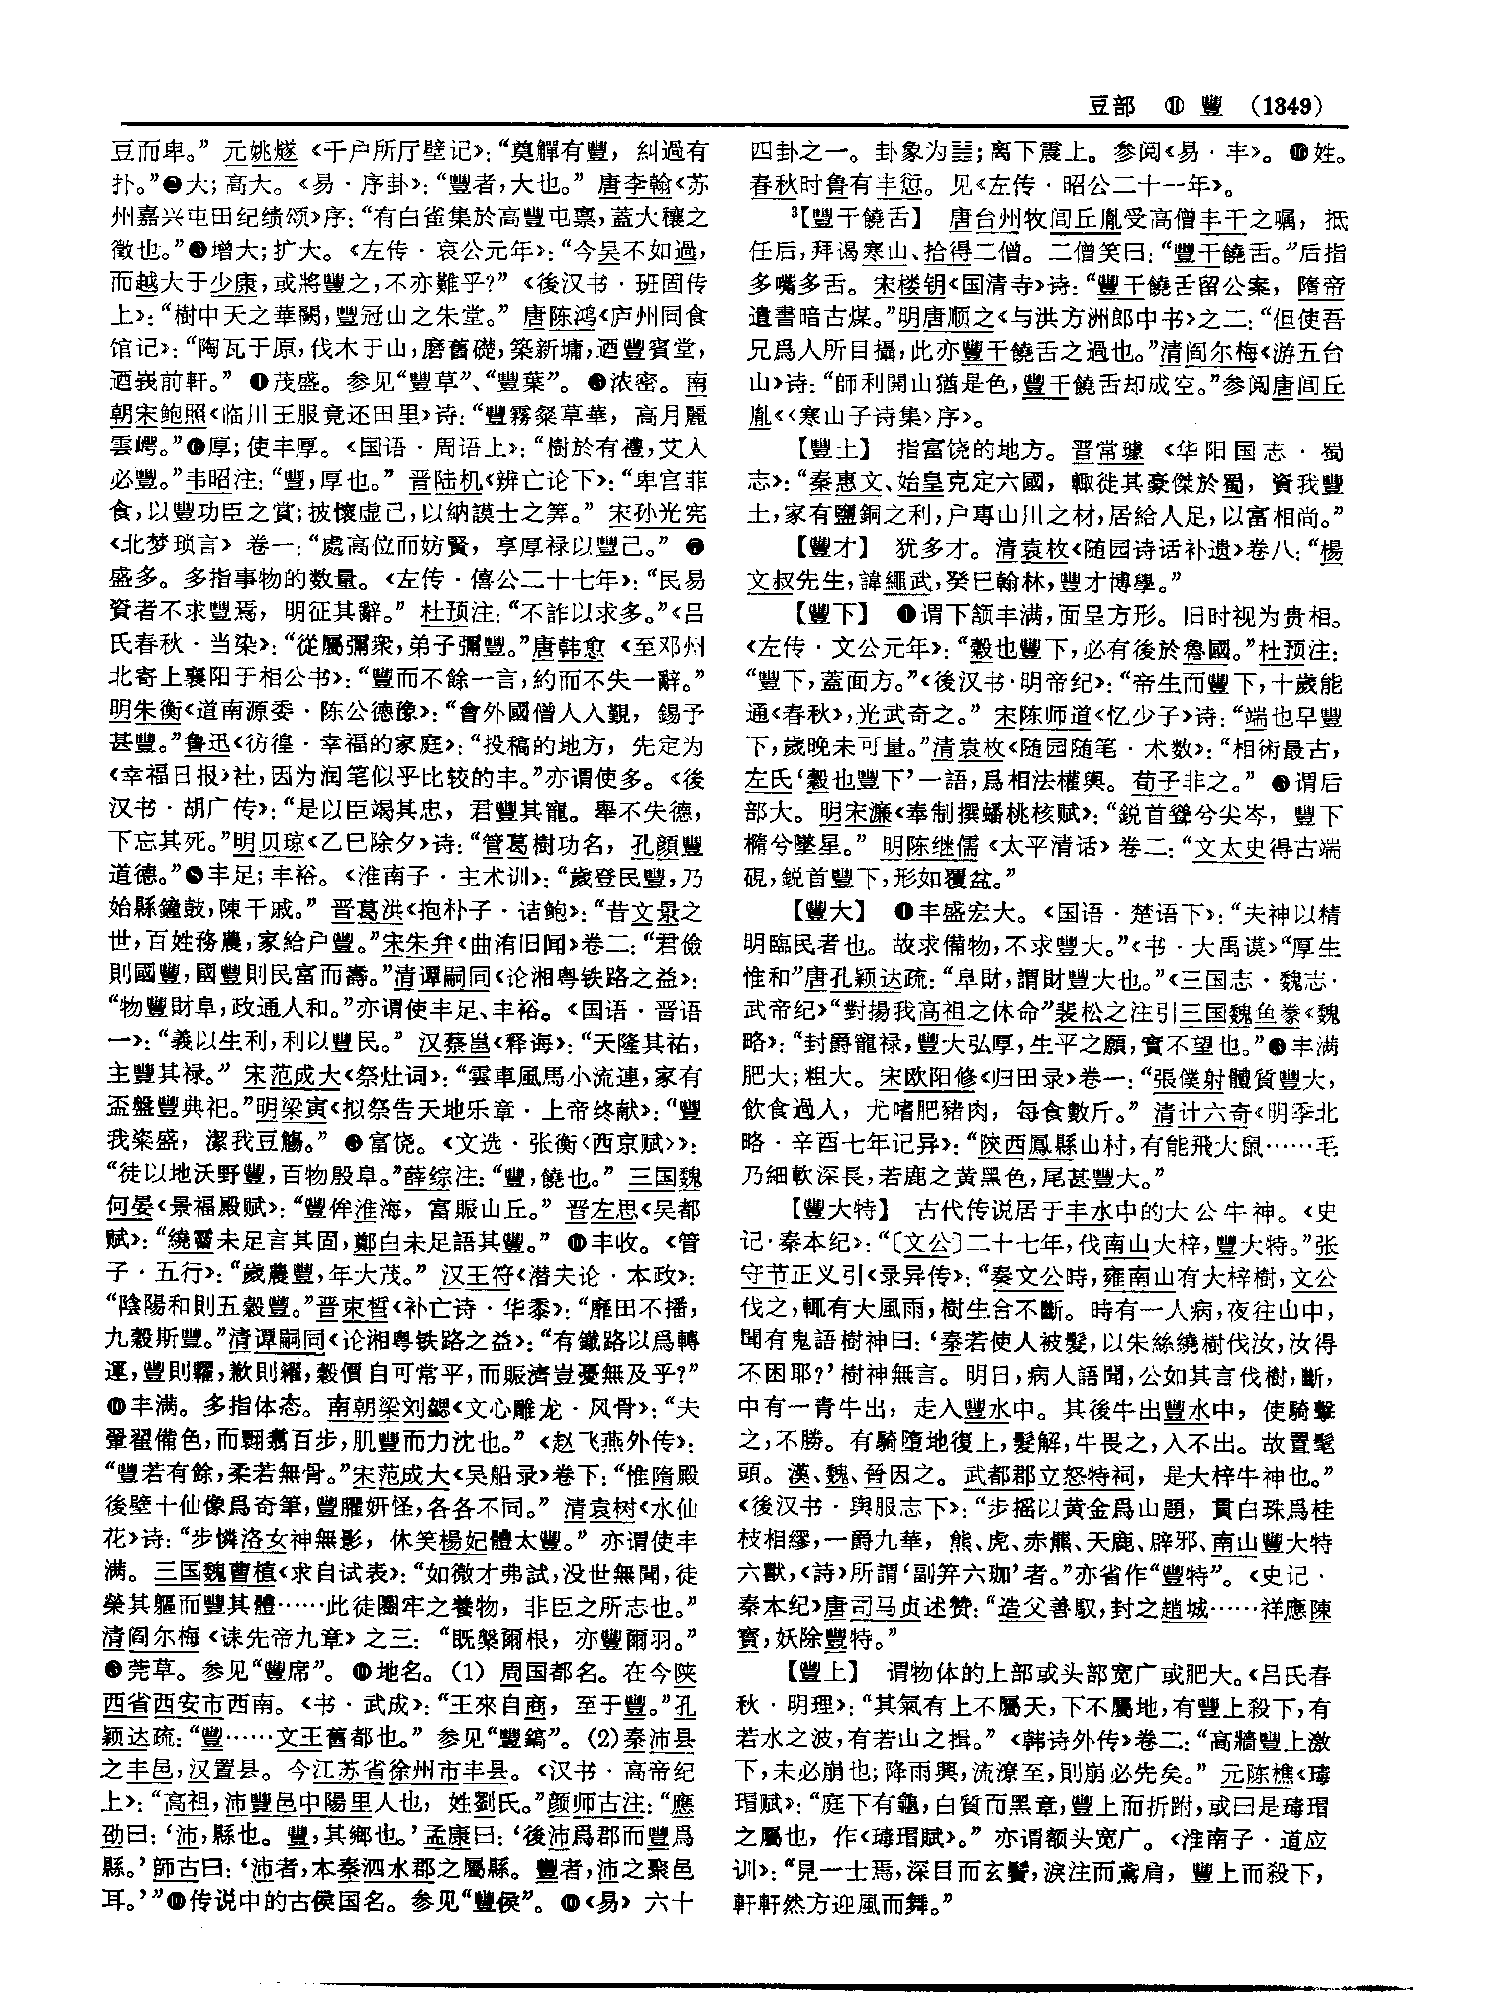 豆部　⑪　豐　(1349)
豆而卑。”元姚燧《千户所厅壁记》:“奠觶有豐，糾過有
扑。”❷大;高大。《易·序卦》:“豐者,大也。”唐李翰《苏
州嘉兴屯田纪绩颂》序:“有白雀集於高豐屯禀,蓋大穰之
徵也。”❸增大;扩大。《左传·哀公元年》:“今吴不如過,
而越大于少康,或將豐之,不亦難乎?”《後汉书·班固传
上》:“樹中天之華闕,豐冠山之朱堂。”唐陈鸿《庐州同食
馆记》:“陶瓦于原,伐木于山,磨舊礎,築新墉,迺豐賓堂,
迺峩前軒。”❹茂盛。参见“豐草”、“豐葉”。❺浓密。南
朝宋鲍照《临川王服竟还田里》诗:“豐霧粲草華，高月麗
雲崿。”❻厚;使丰厚。《国语·周语上》:“樹於有禮,艾人
必豐。”韦昭注:“豐,厚也。”晋陆机《辨亡论下》:“卑宫菲
食,以豐功臣之賞;披懷虚己,以納謨士之筭。”宋孙光宪
《北梦琐言》卷一:“處高位而妨賢，享厚禄以豐己。”❼
盛多。多指事物的数量。《左传·僖公二十七年》:“民易
資者不求豐焉，明征其辭。”杜预注:“不詐以求多。”《吕
氏春秋·当染》:“從屬彌衆,弟子彌豐。”唐韩愈《至邓州
北寄上襄阳于相公书》:“豐而不餘一言,約而不失一辭。”
明朱衡《道南源委·陈公德豫》:“會外國僧人入覲，錫予
甚豐。”鲁迅《彷徨·幸福的家庭》:“投稿的地方，先定为
《幸福日报》社,因为润笔似乎比较的丰。”亦谓使多。《後
汉书·胡广传》:“是以臣竭其忠，君豐其寵。舉不失德,
下忘其死。”明贝琼《乙巳除夕》诗:“管葛樹功名，孔顔豐
道德。”❽丰足;丰裕。《淮南子·主术训》:“歲登民豐,乃
始縣鐘鼓,陳干戚。”晋葛洪《抱朴子·诘鲍》:“昔文景之
世,百姓務農,家給户豐。”宋朱弁《曲洧旧闻》卷二:“君儉
則國豐,國豐則民富而壽。”清谭嗣同《论湘粤铁路之益》:
“物豐財阜,政通人和。”亦谓使丰足、丰裕。《国语·晋语
一》:“義以生利,利以豐民。”汉蔡邕《释诲》:“天隆其祐,
主豐其禄。”宋范成大《祭灶词》:“雲車風馬小流連,家有
盃盤豐典祀。”明梁寅《拟祭告天地乐章·上帝终献》:“豐
我粢盛，潔我豆觴。”❾富饶。《文选·张衡〈西京赋〉》:
“徒以地沃野豐,百物殷阜。”薛综注:“豐,饒也。”三国魏
何晏《景福殿赋》:“豐侔淮海，富賑山丘。”晋左思《吴都
赋》:“繞霤未足言其固,鄭白未足語其豐。”❿丰收。《管
子·五行》:“歲農豐,年大茂。”汉王符《潜夫论·本政》:
“陰陽和則五穀豐。”晋束皙《补亡诗·华黍》:“靡田不播,
九穀斯豐。”清谭嗣同《论湘粤铁路之益》:“有鐵路以爲轉
運,豐則糶,歉則糴,穀價自可常平,而賑濟豈憂無及乎?”
⓫丰满。多指体态。南朝梁刘勰《文心雕龙·风骨》:“夫
翬翟備色,而翾翥百步,肌豐而力沈也。”《赵飞燕外传》:
“豐若有餘,柔若無骨。”宋范成大《吴船录》卷下:“惟隋殿
後壁十仙像爲奇筆,豐臞妍怪,各各不同。”清袁树《水仙
花》诗:“步憐洛女神無影，休笑楊妃體太豐。”亦谓使丰
满。三国魏曹植《求自试表》:“如微才弗試,没世無聞,徒
榮其軀而豐其體……此徒圈牢之養物，非臣之所志也。”
清阎尔梅《诔先帝九章》之三:“既槃爾根，亦豐爾羽。”
⓬莞草。参见“豐席”。⓭地名。(1)周国都名。在今陕
西省西安市西南。《书·武成》:“王來自商，至于豐。”孔
颖达疏:“豐……文王舊都也。”参见“豐鎬”。(2)秦沛县
之丰邑,汉置县。今江苏省徐州市丰县。《汉书·高帝纪
上》:“高祖,沛豐邑中陽里人也，姓劉氏。”颜师古注:“應
劭曰:‘沛,縣也。豐,其鄉也。’孟康曰:‘後沛爲郡而豐爲
縣。’師古曰:‘沛者,本秦泗水郡之屬縣。豐者,沛之聚邑
耳。’”⓮传说中的古侯国名。参见“豐侯”。⓯《易》六十
四卦之一。卦象为䷶;离下震上。参阅《易·丰》。⓰姓。
春秋时鲁有丰愆。见《左传·昭公二十一年》。
³【豐干饒舌】　唐台州牧闾丘胤受高僧丰干之嘱，抵
任后,拜谒寒山、拾得二僧。二僧笑曰:“豐干饒舌。”后指
多嘴多舌。宋楼钥《国清寺》诗:“豐干饒舌留公案，隋帝
遺書暗古煤。”明唐顺之《与洪方洲郎中书》之二:“但使吾
兄爲人所目攝,此亦豐干饒舌之過也。”清阎尔梅《游五台
山》诗:“師利開山猶是色,豐干饒舌却成空。”参阅唐闾丘
胤《〈寒山子诗集〉序》。
【豐土】　指富饶的地方。晋常璩《华阳国志·蜀
志》:“秦惠文、始皇克定六國，輒徙其豪傑於蜀，資我豐
土,家有鹽銅之利,户專山川之材,居給人足,以富相尚。”
【豐才】　犹多才。清袁枚《随园诗话补遗》卷八:“楊
文叔先生,諱繩武,癸巳翰林,豐才博學。”
【豐下】　❶谓下颔丰满,面呈方形。旧时视为贵相。
《左传·文公元年》:“穀也豐下,必有後於魯國。”杜预注:
“豐下,蓋面方。”《後汉书·明帝纪》:“帝生而豐下,十歲能
通《春秋》,光武奇之。”宋陈师道《忆少子》诗:“端也早豐
下,歲晚未可量。”清袁枚《随园随笔·术数》:“相術最古,
左氏‘穀也豐下’一語,爲相法權輿。荀子非之。”❷谓后
部大。明宋濂《奉制撰蟠桃核赋》:“鋭首聳兮尖岑，豐下
橢兮墜星。”明陈继儒《太平清话》卷二:“文太史得古端
硯,鋭首豐下,形如覆盆。”
【豐大】　❶丰盛宏大。《国语·楚语下》:“夫神以精
明臨民者也。故求備物,不求豐大。”《书·大禹谟》“厚生
惟和”唐孔颖达疏:“阜財,謂財豐大也。”《三国志·魏志·
武帝纪》“對揚我高祖之休命”裴松之注引三国魏鱼豢《魏
略》:“封爵寵禄,豐大弘厚,生平之願,實不望也。”❷丰满
肥大;粗大。宋欧阳修《归田录》卷一:“張僕射體質豐大,
飲食過人，尤嗜肥豬肉，每食數斤。”清计六奇《明季北
略·辛酉七年记异》:“陝西鳳縣山村,有能飛大鼠……毛
乃細軟深長,若鹿之黄黑色,尾甚豐大。”
【豐大特】　古代传说居于丰水中的大公牛神。《史
记·秦本纪》:“〔文公〕二十七年,伐南山大梓,豐大特。”张
守节正义引《录异传》:“秦文公時,雍南山有大梓樹,文公
伐之,輒有大風雨,樹生合不斷。時有一人病,夜往山中,
聞有鬼語樹神曰:‘秦若使人被髮,以朱絲繞樹伐汝,汝得
不困耶?’樹神無言。明日,病人語聞,公如其言伐樹,斷,
中有一青牛出，走入豐水中。其後牛出豐水中，使騎擊
之,不勝。有騎墮地復上,髮解,牛畏之,入不出。故置髦
頭。漢、魏、晉因之。武都郡立怒特祠，是大梓牛神也。”
《後汉书·舆服志下》:“步摇以黄金爲山題，貫白珠爲桂
枝相繆,一爵九華，熊、虎、赤羆、天鹿、辟邪、南山豐大特
六獸,《詩》所謂‘副笄六珈’者。”亦省作“豐特”。《史记·
秦本纪》唐司马贞述赞:“造父善馭,封之趙城……祥應陳
寳,妖除豐特。”
【豐上】　谓物体的上部或头部宽广或肥大。《吕氏春
秋·明理》:“其氣有上不屬天,下不屬地,有豐上殺下,有
若水之波,有若山之揖。”《韩诗外传》卷二:“高牆豐上激
下,未必崩也;降雨興,流潦至,則崩必先矣。”元陈樵《瑇
瑁赋》:“庭下有龜,白質而黑章,豐上而折跗,或曰是瑇瑁
之屬也，作《瑇瑁賦》。”亦谓额头宽广。《淮南子·道应
训》:“見一士焉,深目而玄鬢,淚注而鳶肩，豐上而殺下,
軒軒然方迎風而舞。”